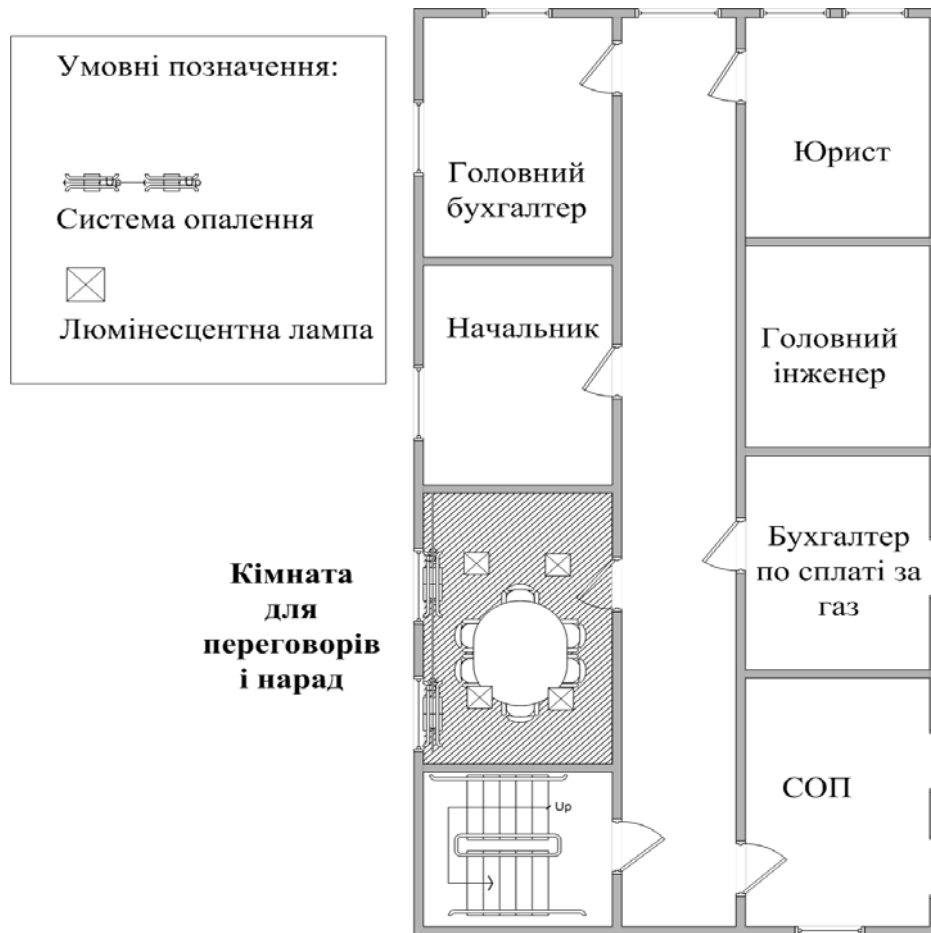 Умовні позначення:
Система опалення
Люмінесцентна лампа
Головний
бухгалтер
Юрист
Начальник
Головний
інженер
Кімната
для
переговорів
і нарад
Бухгалтер
по сплаті за
газ
СОП
Up